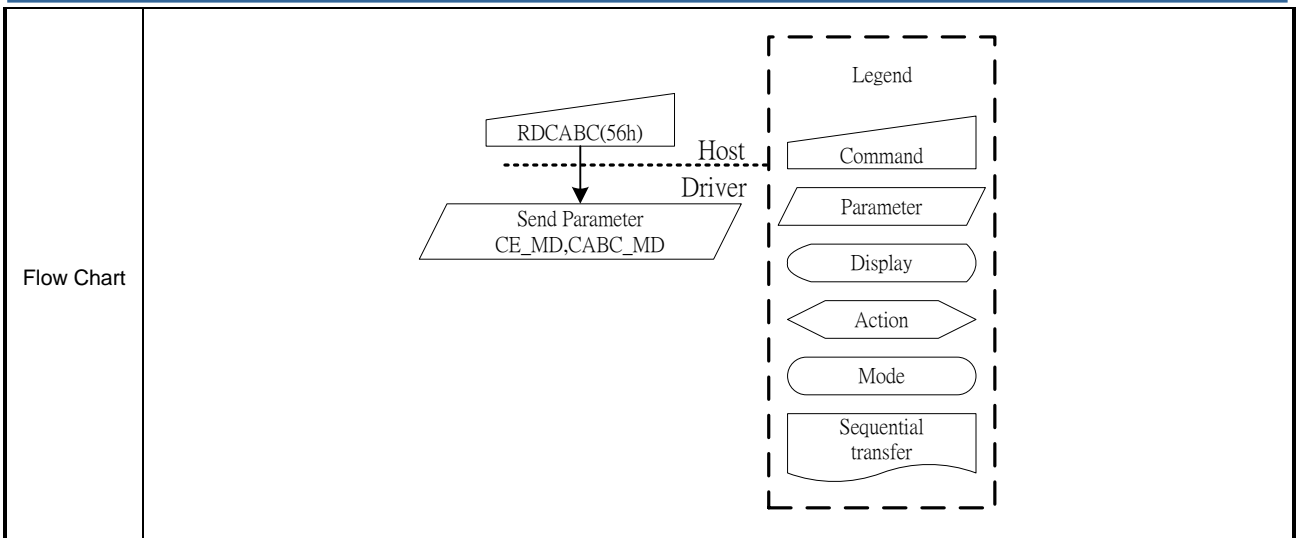 Flow Chart
RDCABC(56h)
Host
Driver
Send Parameter
CE_MD,CABC_MD
Legend
Command
Parameter
Display
Action
Mode
Sequential
transfer